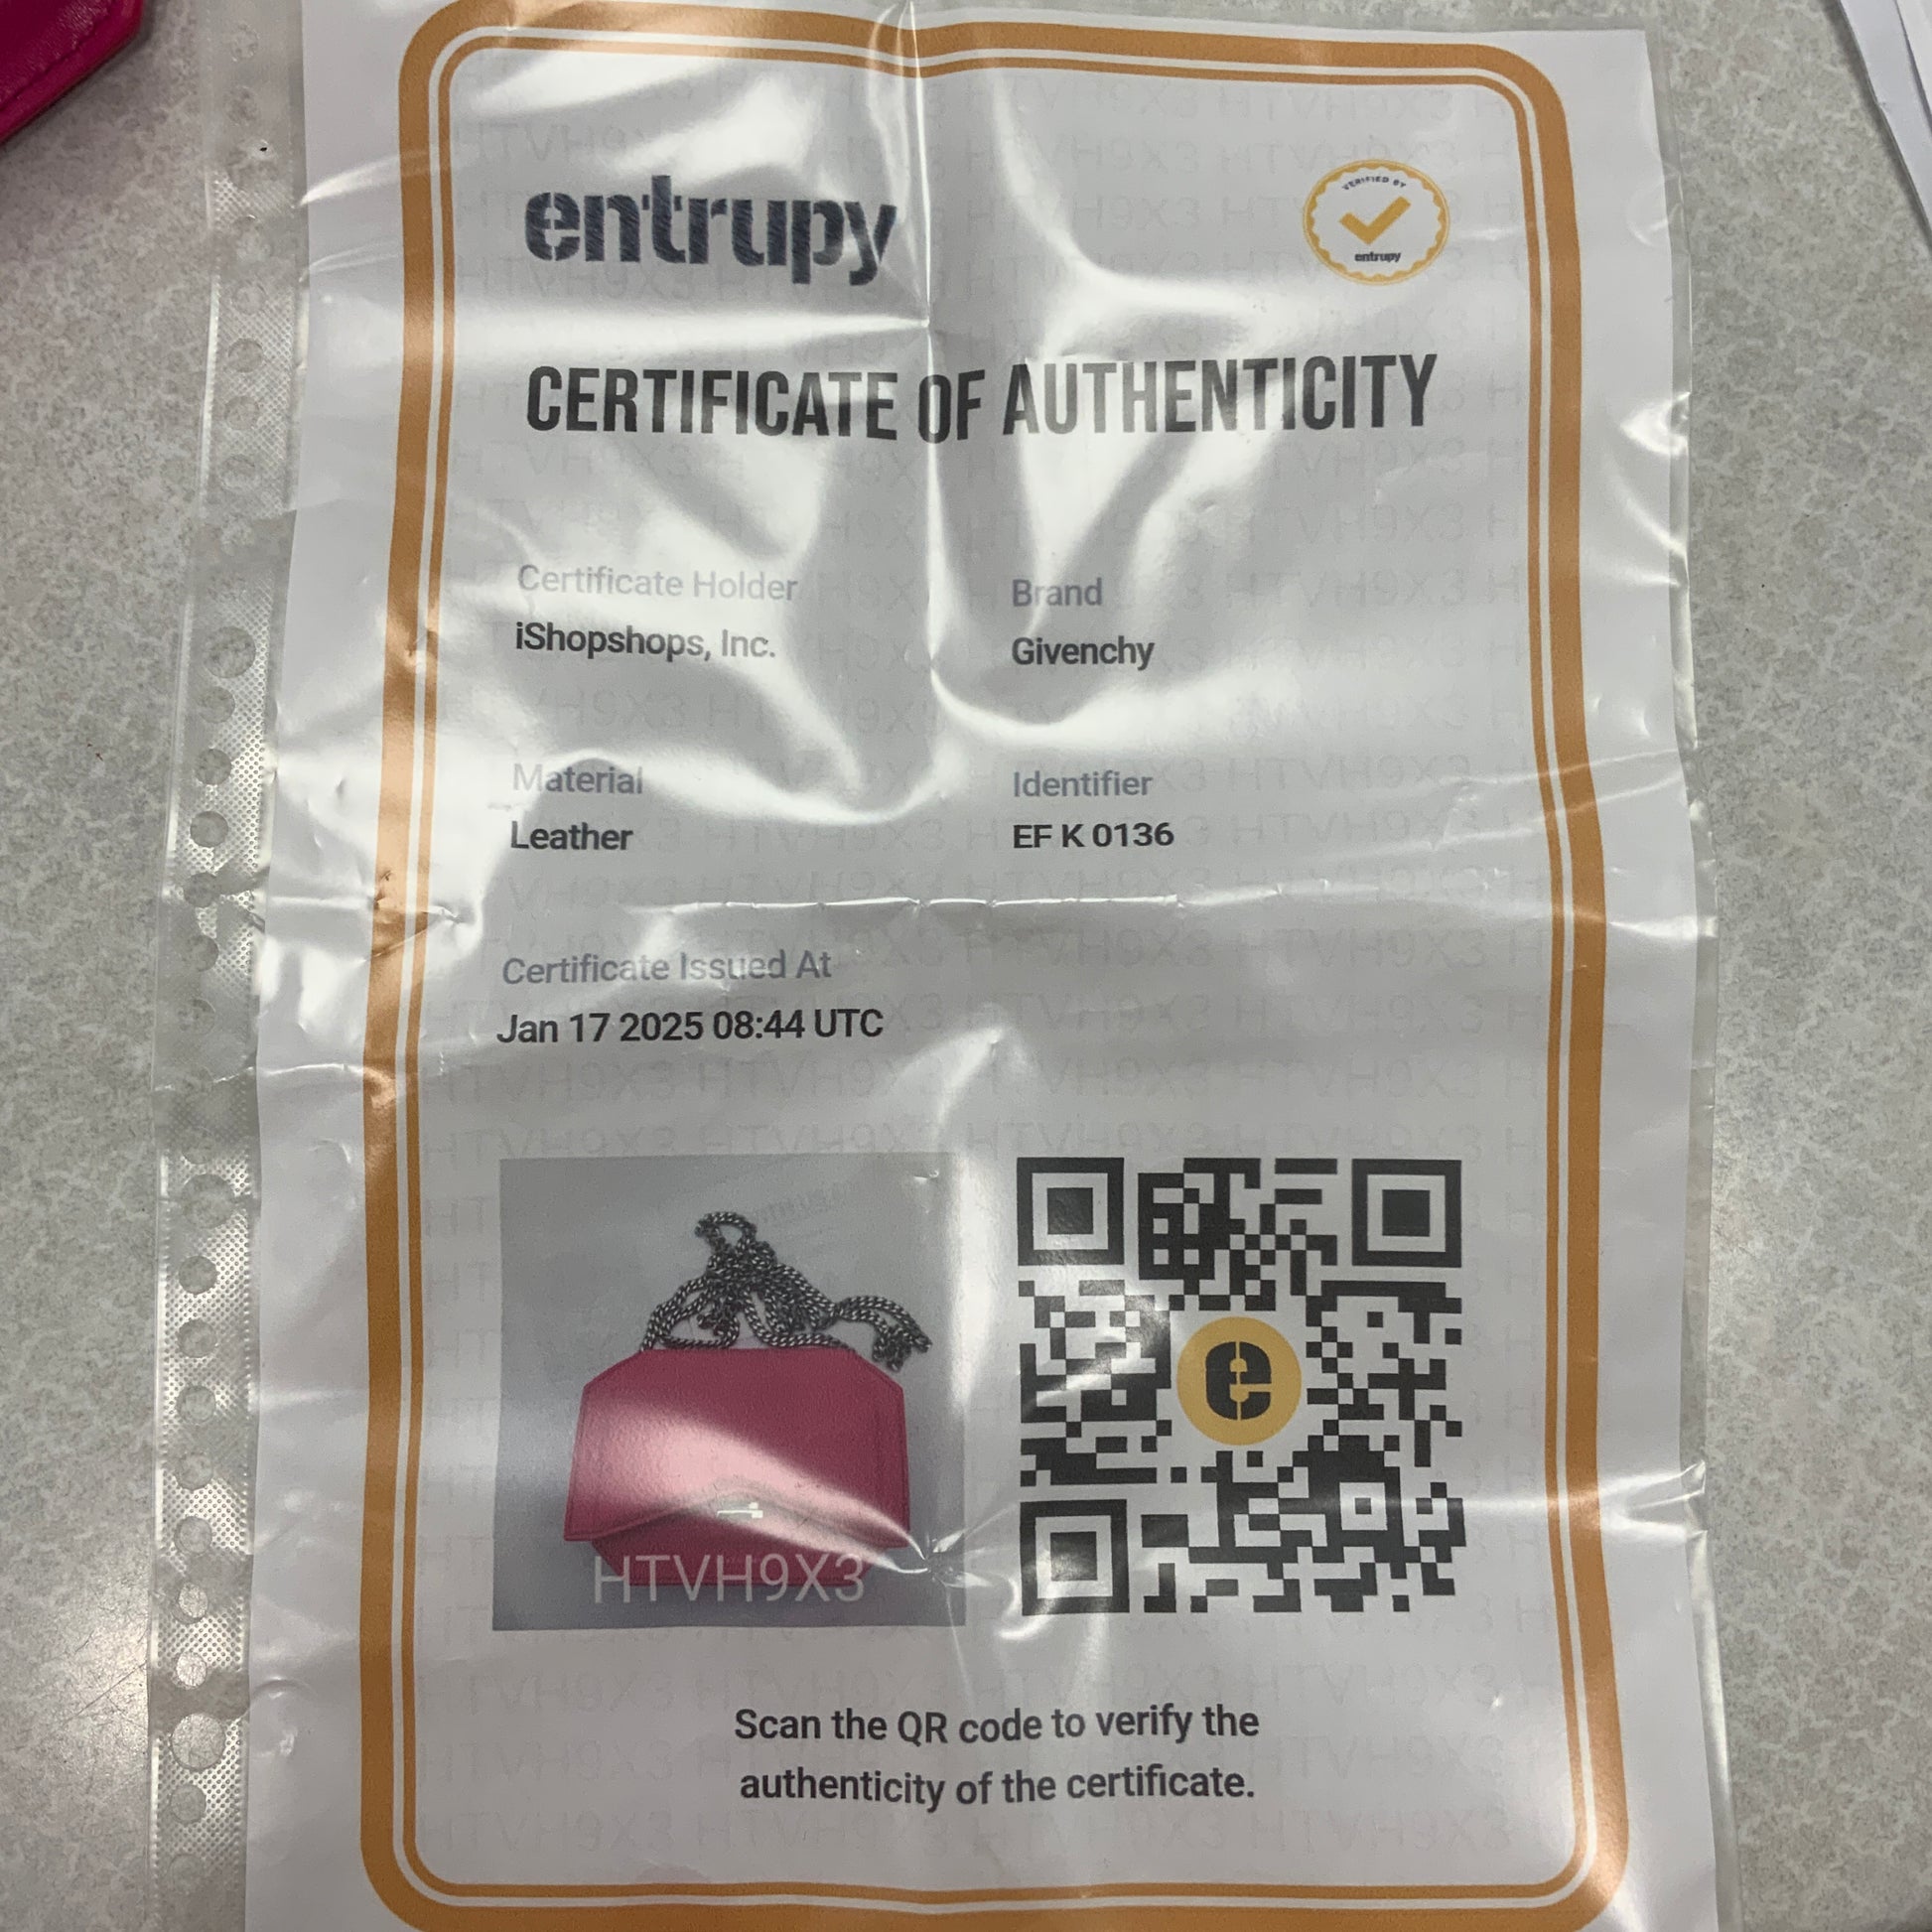 entrupy
VERIFIED BY
entrupy
CERTIFICATE OF AUTHENTICITY
Certificate Holder
iShopshops, Inc.
Brand
Givenchy
Material
Leather
Identifier
EF K 0136
Certificate Issued At
Jan 17 2025 08:44 UTC
HTVH9X3
e
Scan the QR code to verify the
authenticity of the certificate.